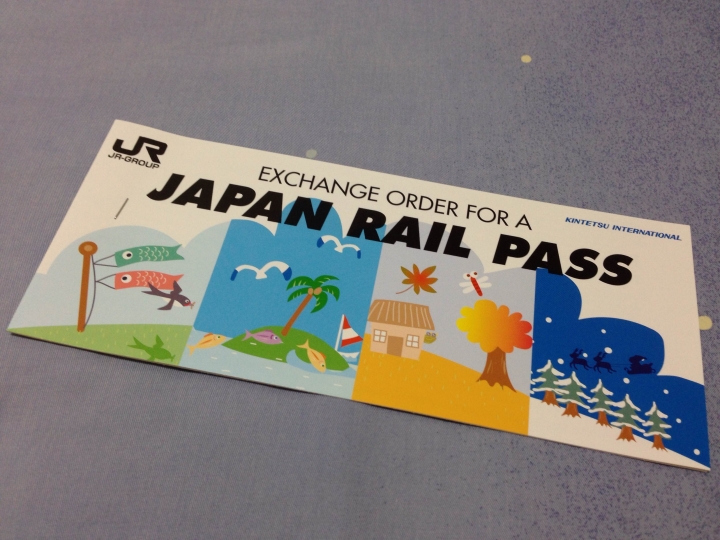 JR
JR-GROUP
EXCHANGE ORDER FOR A
JAPAN RAIL PASS
KINTETSU INTERNATIONAL